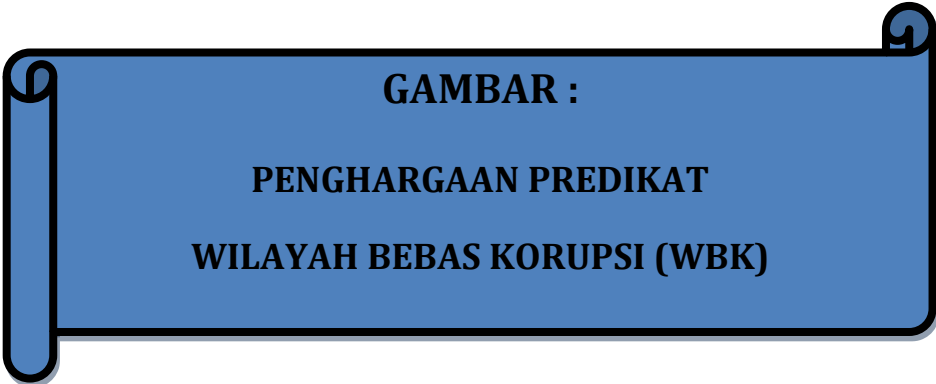 GAMBAR :
PENGHARGAAN PREDIKAT
WILAYAH BEBAS KORUPSI (WBK)